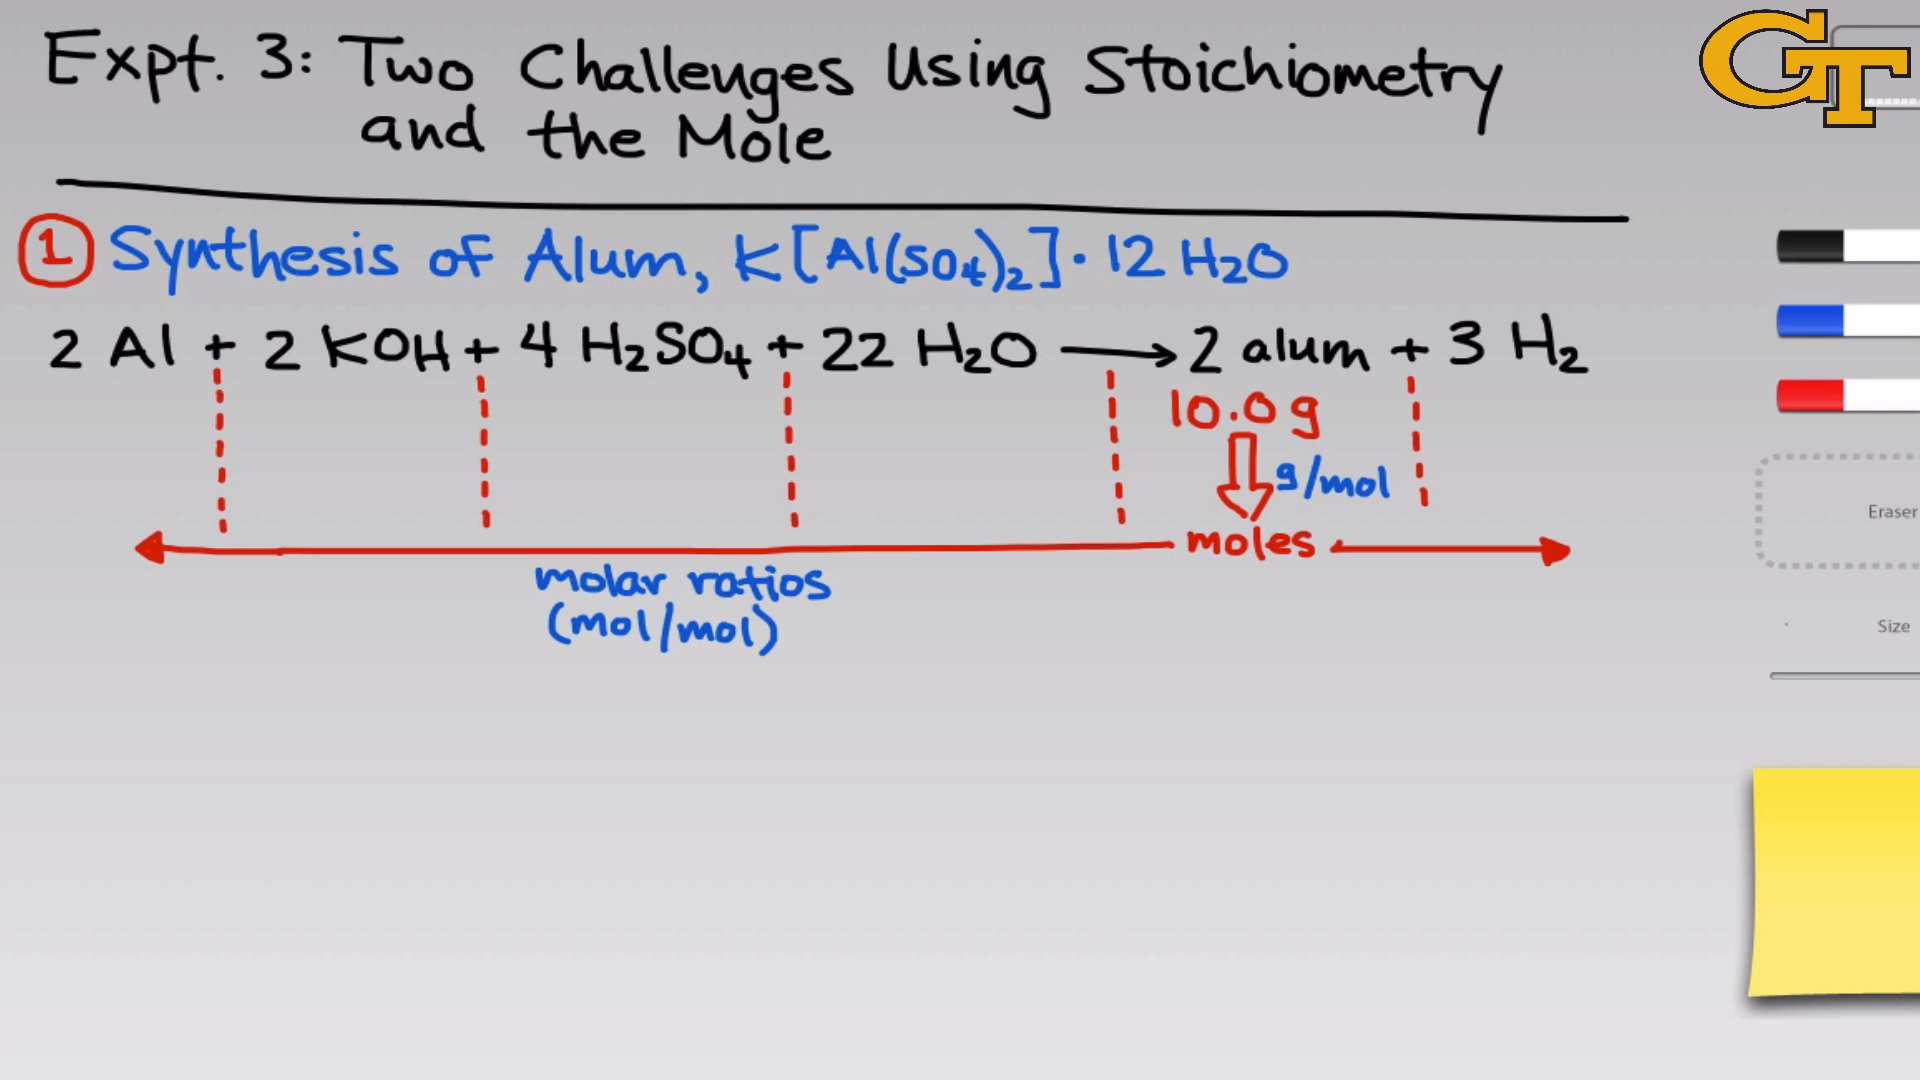 Expt. 3: Two Challenges Using Stoichiometry
and the Mole
GT
1 Synthesis of Alum, K[Al(SO₄)₂]·12 H₂O
2 Al + 2 KOH + 4 H₂SO₄ + 22 H₂O → 2 alum + 3 H₂
10.0 g
g/mol
moles
molar ratios
(mol/mol)
Eraser
Size